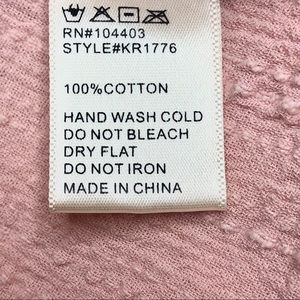 RN#104403
STYLE#KR1776
100%COTTON
HAND WASH COLD
DO NOT BLEACH
DRY FLAT
DO NOT IRON
MADE IN CHINA